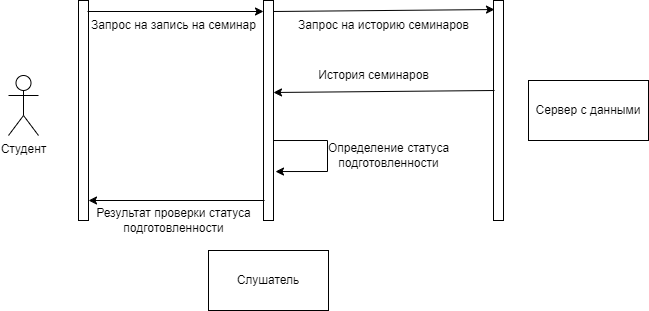 Запрос на запись на семинар
Запрос на историю семинаров
История семинаров
Сервер с данными
Студент
Определение статуса
подготовленности
Результат проверки статуса
подготовленности
Слушатель